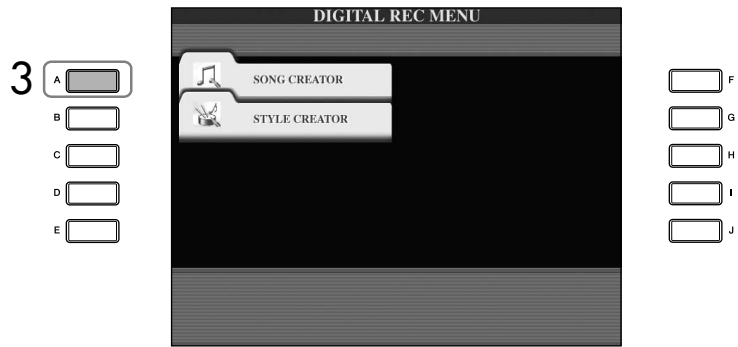 DIGITAL REC MENU
3
A
SONG CREATOR
F
B
STYLE CREATOR
G
C
H
D
I
E
J